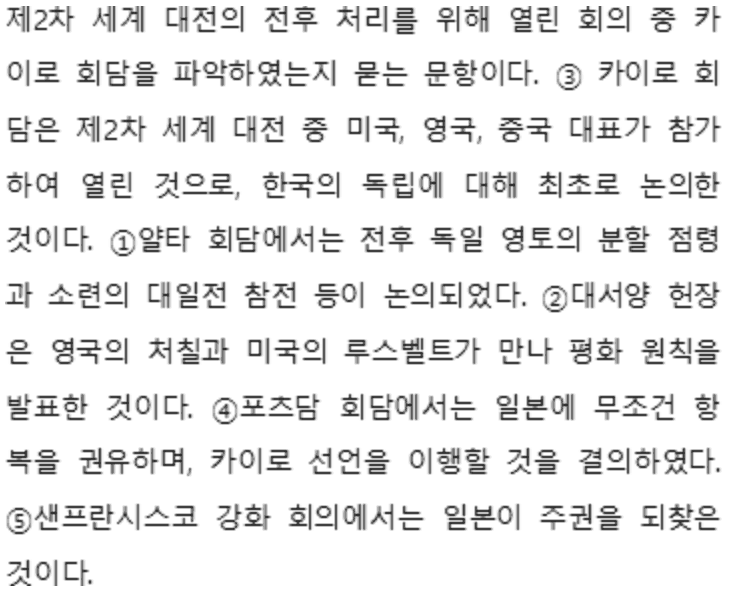 제2차 세계 대전의 전후 처리를 위해 열린 회의 중 카
이로 회담을 파악하였는지 묻는 문항이다. ③ 카이로 회
담은 제2차 세계 대전 중 미국, 영국, 중국 대표가 참가
하여 열린 것으로, 한국의 독립에 대해 최초로 논의한
것이다. ①얄타 회담에서는 전후 독일 영토의 분할 점령
과 소련의 대일전 참전 등이 논의되었다. ②대서양 헌장
은 영국의 처칠과 미국의 루스벨트가 만나 평화 원칙을
발표한 것이다. ④포츠담 회담에서는 일본에 무조건 항
복을 권유하며, 카이로 선언을 이행할 것을 결의하였다.
⑤샌프란시스코 강화 회의에서는 일본이 주권을 되찾은
것이다.